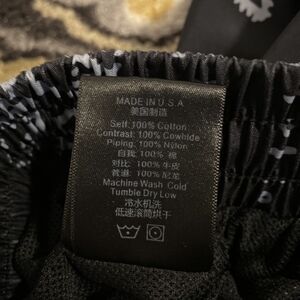 MADE IN U.S.A
美国制造
Self: 100% Cotton
Contrast: 100% Cowhide
Piping: 100% Nylon
自我: 100% 棉
对比: 100% 牛皮
管道: 100% 尼龙
Machine Wash Cold
Tumble Dry Low
冷水机洗
低速滚筒烘干